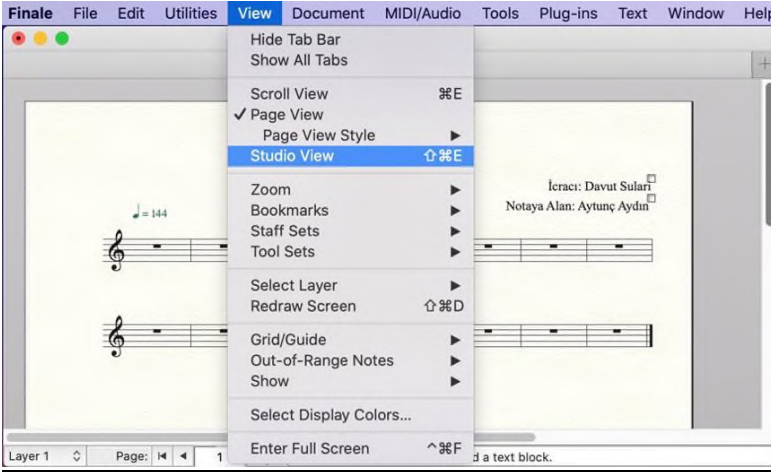 Finale File Edit Utilities View Document MIDI/Audio Tools Plug-ins Text Window Help
Hide Tab Bar
Show All Tabs
Scroll View ⌘E
✓ Page View
Page View Style ▶
Studio View ⇧⌘E
Zoom ▶
Bookmarks ▶
Staff Sets ▶
Tool Sets ▶
Select Layer ▶
Redraw Screen ⇧⌘D
Grid/Guide ▶
Out-of-Range Notes ▶
Show ▶
Select Display Colors...
Enter Full Screen ^⌘F
♩ = 144
İcracı: Davut Sulari
Notaya Alan: Aytunç Aydın
Layer 1 Page: 1 d a text block.